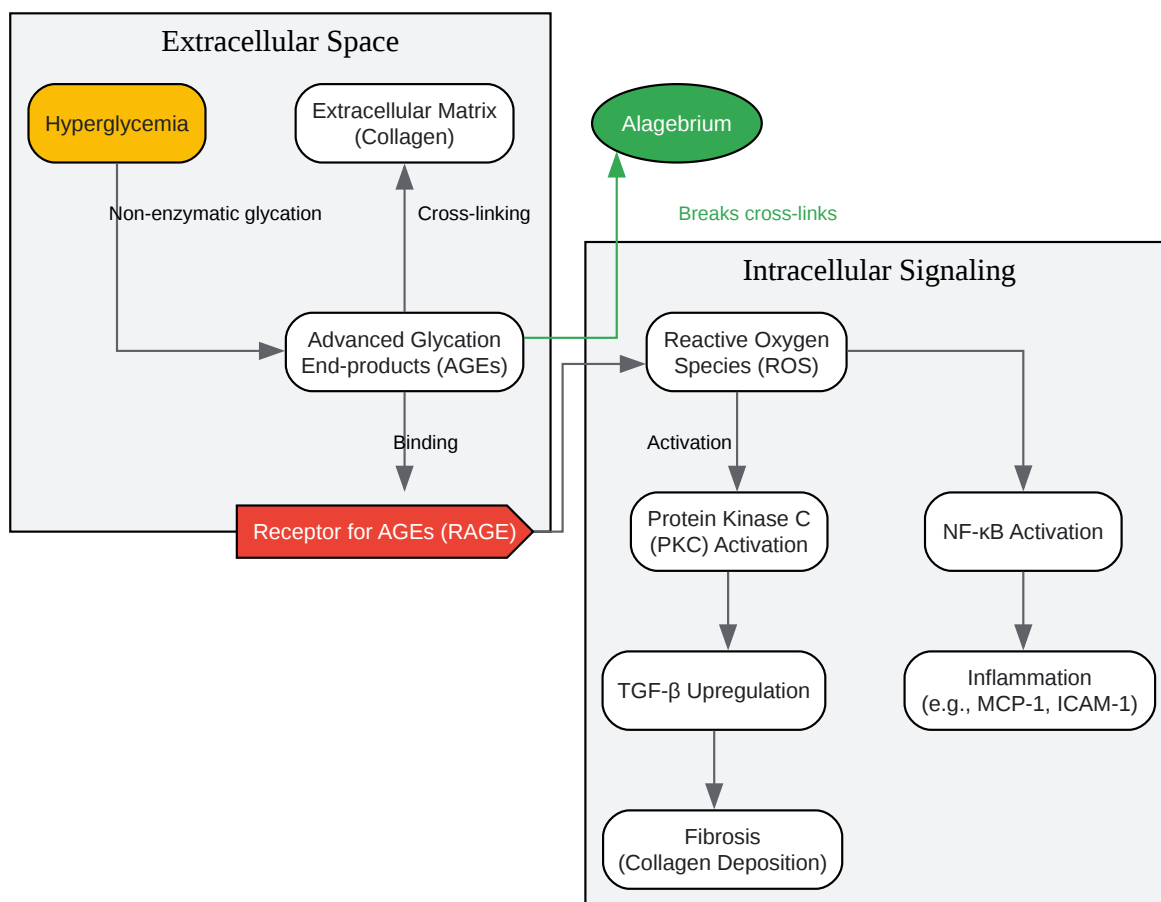 Extracellular Space
Hyperglycemia
Extracellular Matrix
(Collagen)
Alagebrium
Non-enzymatic glycation
Cross-linking
Breaks cross-links
Intracellular Signaling
Advanced Glycation
End-products (AGEs)
Reactive Oxygen
Species (ROS)
Binding
Activation
Receptor for AGEs (RAGE)
Protein Kinase C
(PKC) Activation
NF-κB Activation
TGF-β Upregulation
Inflammation
(e.g., MCP-1, ICAM-1)
Fibrosis
(Collagen Deposition)